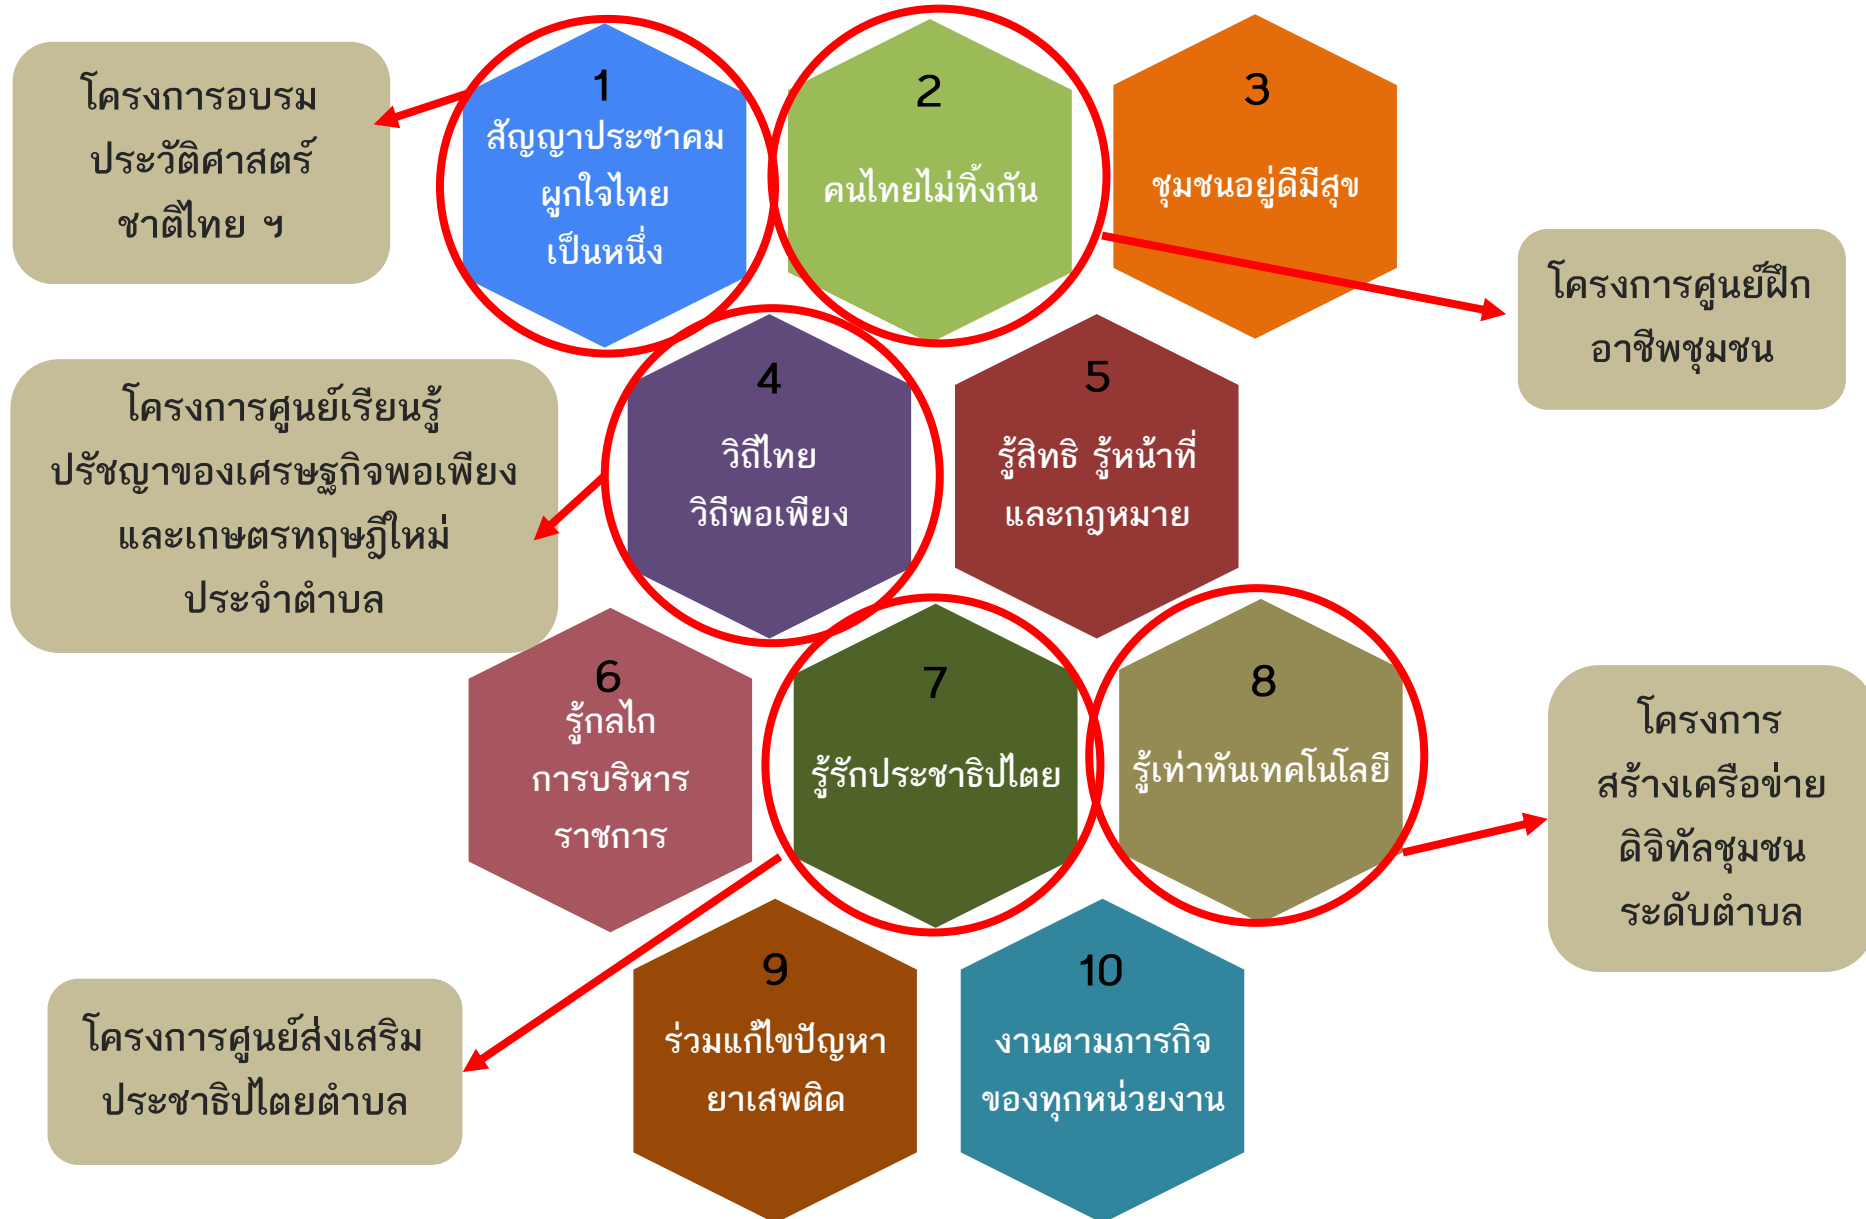 โครงการอบรม
ประวัติศาสตร์
ชาติไทย ฯ
1
สัญญาประชาคม
ผูกใจไทย
เป็นหนึ่ง
2
คนไทยไม่ทิ้งกัน
3
ชุมชนอยู่ดีมีสุข
โครงการศูนย์ฝึก
อาชีพชุมชน
โครงการศูนย์เรียนรู้
ปรัชญาของเศรษฐกิจพอเพียง
และเกษตรทฤษฎีใหม่
ประจำตำบล
4
วิถีไทย
วิถีพอเพียง
5
รู้สิทธิ รู้หน้าที่
และกฎหมาย
6
รู้กลไก
การบริหาร
ราชการ
7
รู้รักประชาธิปไตย
8
รู้เท่าทันเทคโนโลยี
โครงการ
สร้างเครือข่าย
ดิจิทัลชุมชน
ระดับตำบล
โครงการศูนย์ส่งเสริม
ประชาธิปไตยตำบล
9
ร่วมแก้ไขปัญหา
ยาเสพติด
10
งานตามภารกิจ
ของทุกหน่วยงาน